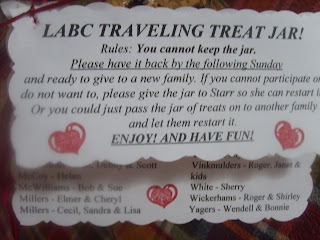 LABC TRAVELING TREAT JAR!
Rules: You cannot keep the jar.
Please have it back by the following Sunday
and ready to give to a new family. If you cannot participate or
do not want to, please give the jar to Starr so she can restart it
Or you could just pass the jar of treats on to another family
and let them restart it.
ENJOY! AND HAVE FUN!
& Scott
McCoy - Helen
McWilliams - Bob & Sue
Millers - Elmer & Cheryl
Millers - Cecil, Sandra & Lisa
Vinkmulders - Roger, Janet &
kids
White - Sherry
Wickerhams - Roger & Shirley
Yagers - Wendell & Bonnie